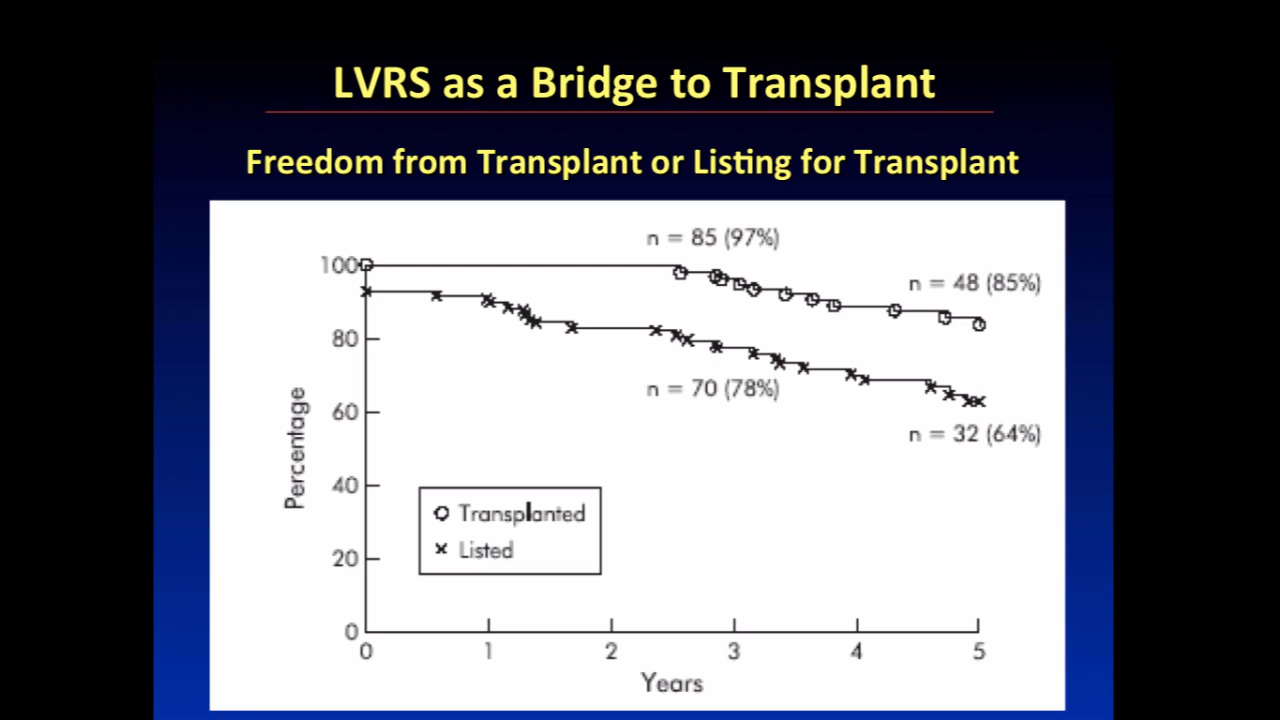 LVRS as a Bridge to Transplant
Freedom from Transplant or Listing for Transplant
n = 85 (97%)
100
n = 48 (85%)
80
n = 70 (78%)
60
n = 32 (64%)
Percentage
40
Transplanted
Listed
20
0
0 1 2 3 4 5
Years